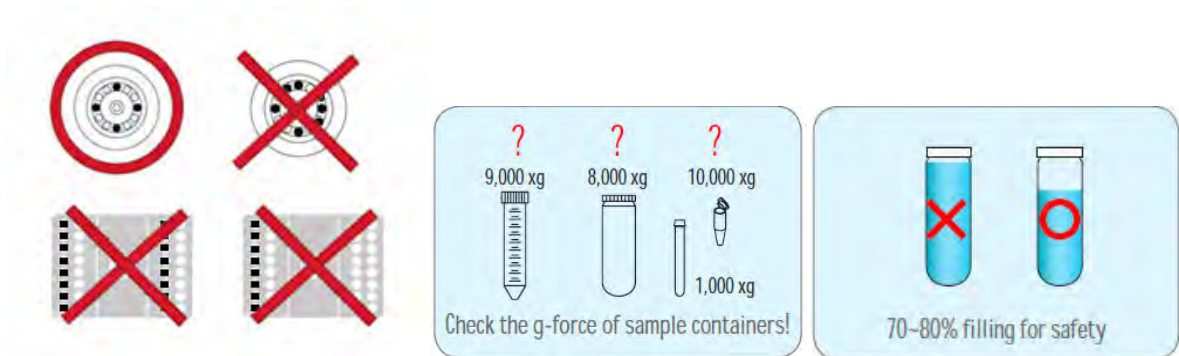 ? ? ?
9,000 xg 8,000 xg 10,000 xg
1,000 xg
Check the g-force of sample containers!
70~80% filling for safety